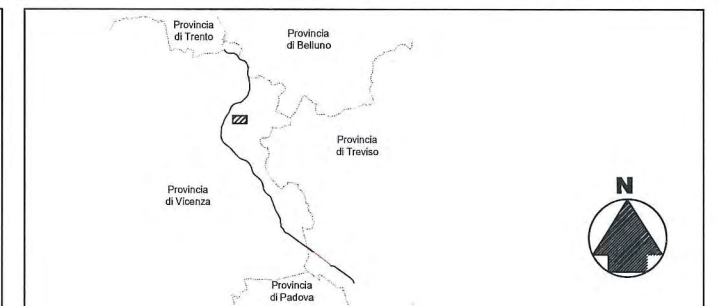 Provincia
di Trento
Provincia
di Belluno
Provincia
di Treviso
Provincia
di Vicenza
N
Provincia
di Padova